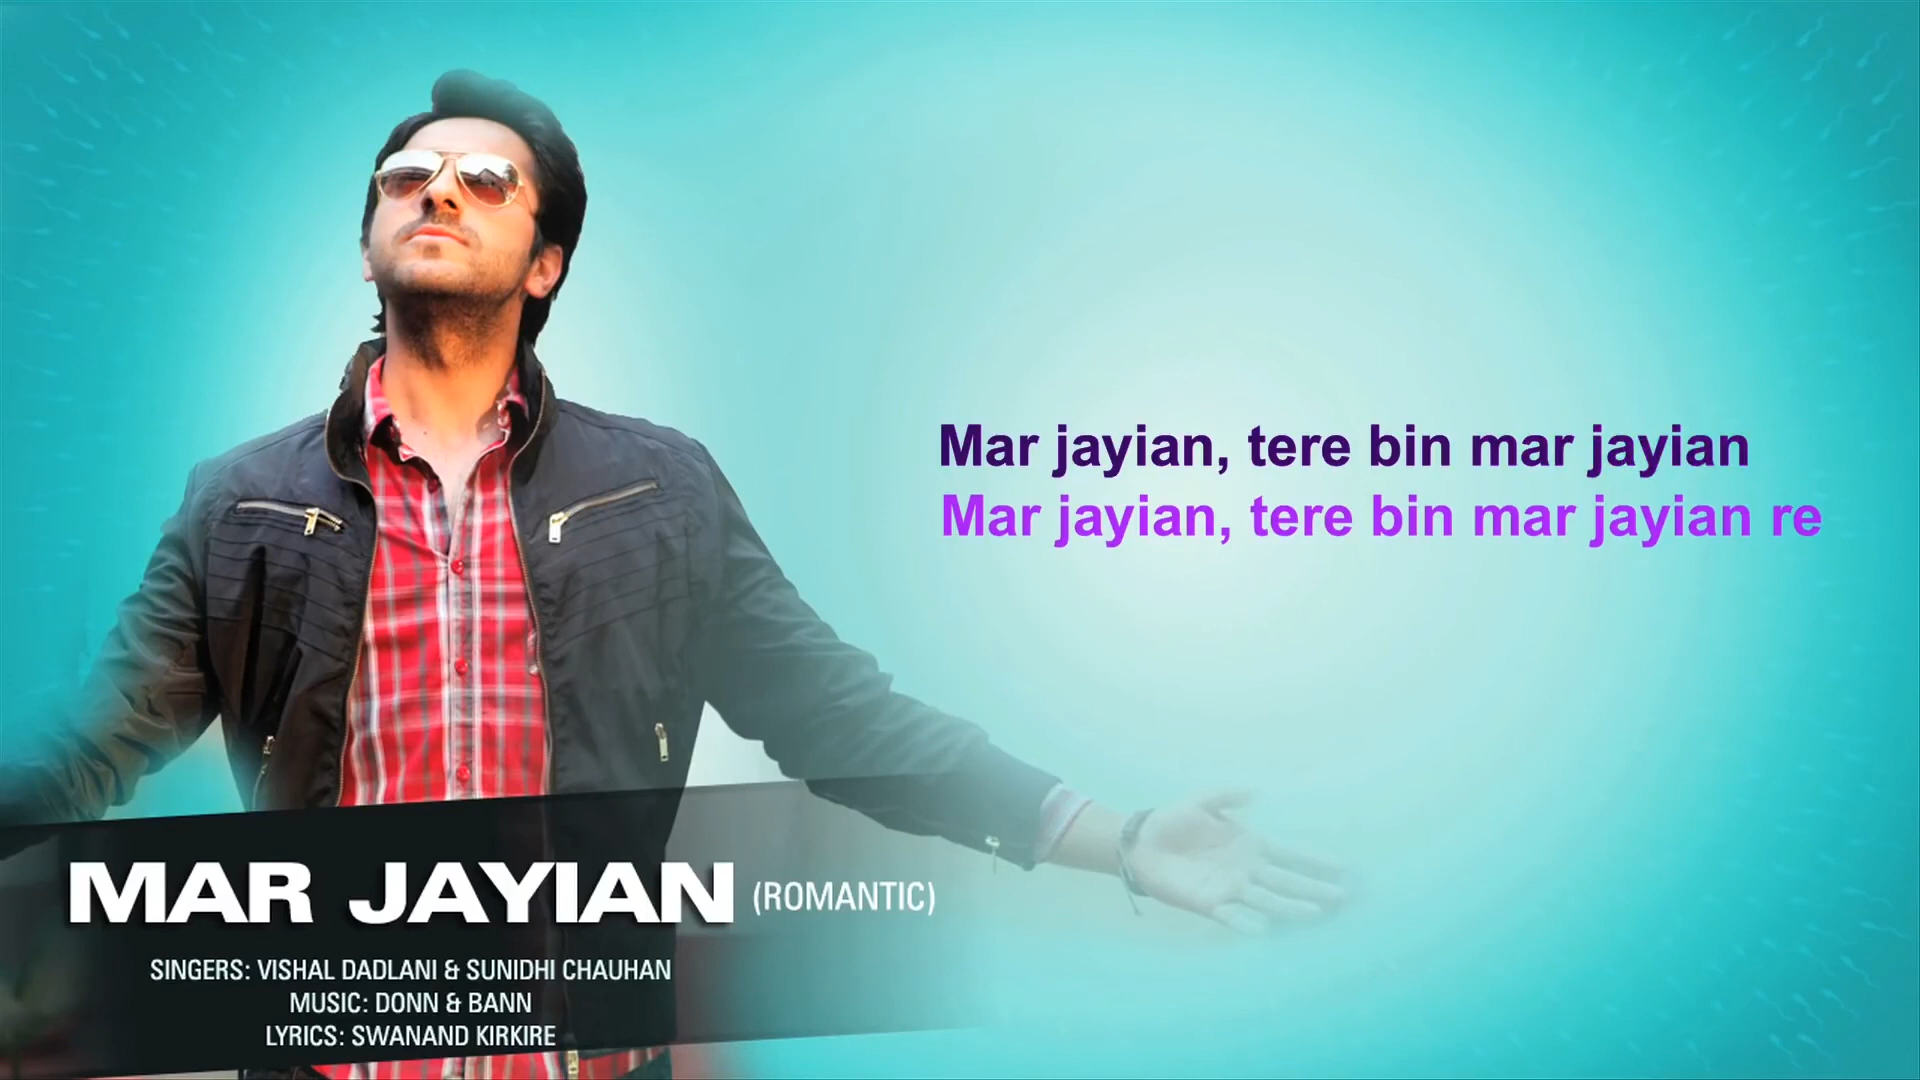 Mar jayian, tere bin mar jayian
Mar jayian, tere bin mar jayian re
MAR JAYIAN (ROMANTIC)
SINGERS: VISHAL DADLANI & SUNIDHI CHAUHAN
MUSIC: DONN & BANN
LYRICS: SWANAND KIRKIRE